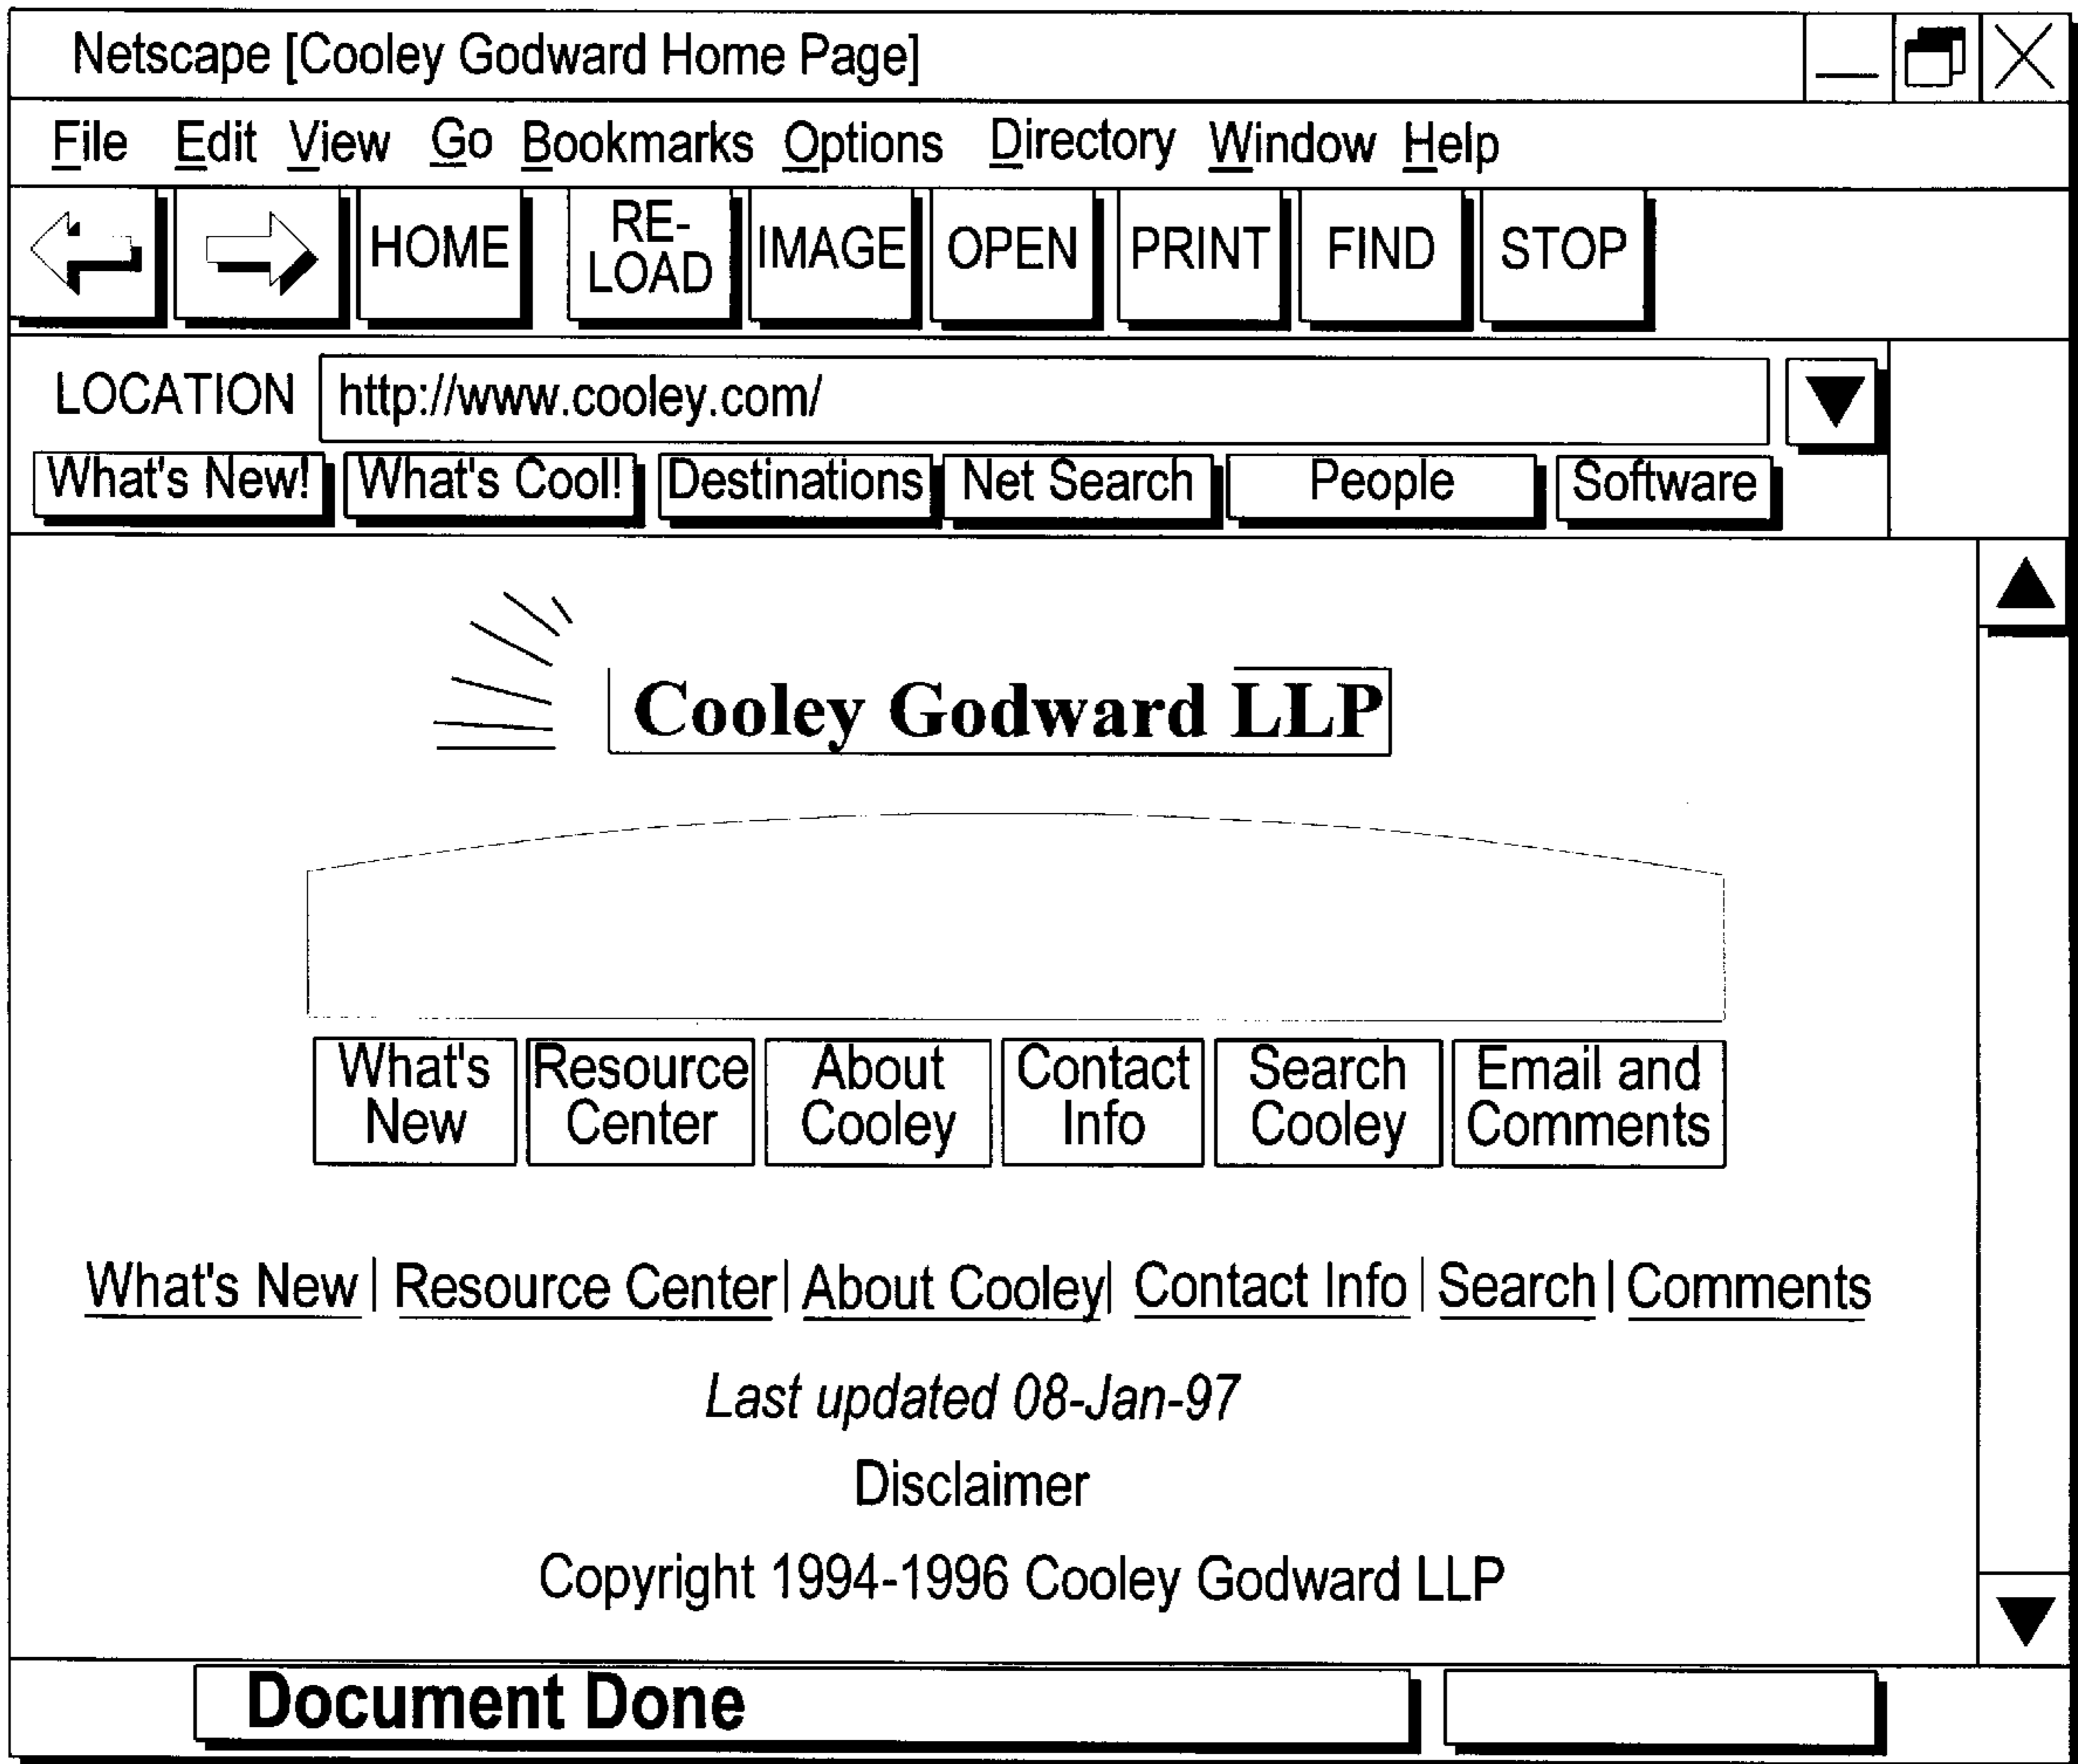 Netscape [Cooley Godward Home Page]
File Edit View Go Bookmarks Options Directory Window Help
HOME RE-LOAD IMAGE OPEN PRINT FIND STOP
LOCATION http://www.cooley.com/
What's New! What's Cool! Destinations Net Search People Software
Cooley Godward LLP
What's New Resource Center About Cooley Contact Info Search Cooley Email and Comments
What's New | Resource Center | About Cooley | Contact Info | Search | Comments
Last updated 08-Jan-97
Disclaimer
Copyright 1994-1996 Cooley Godward LLP
Document Done